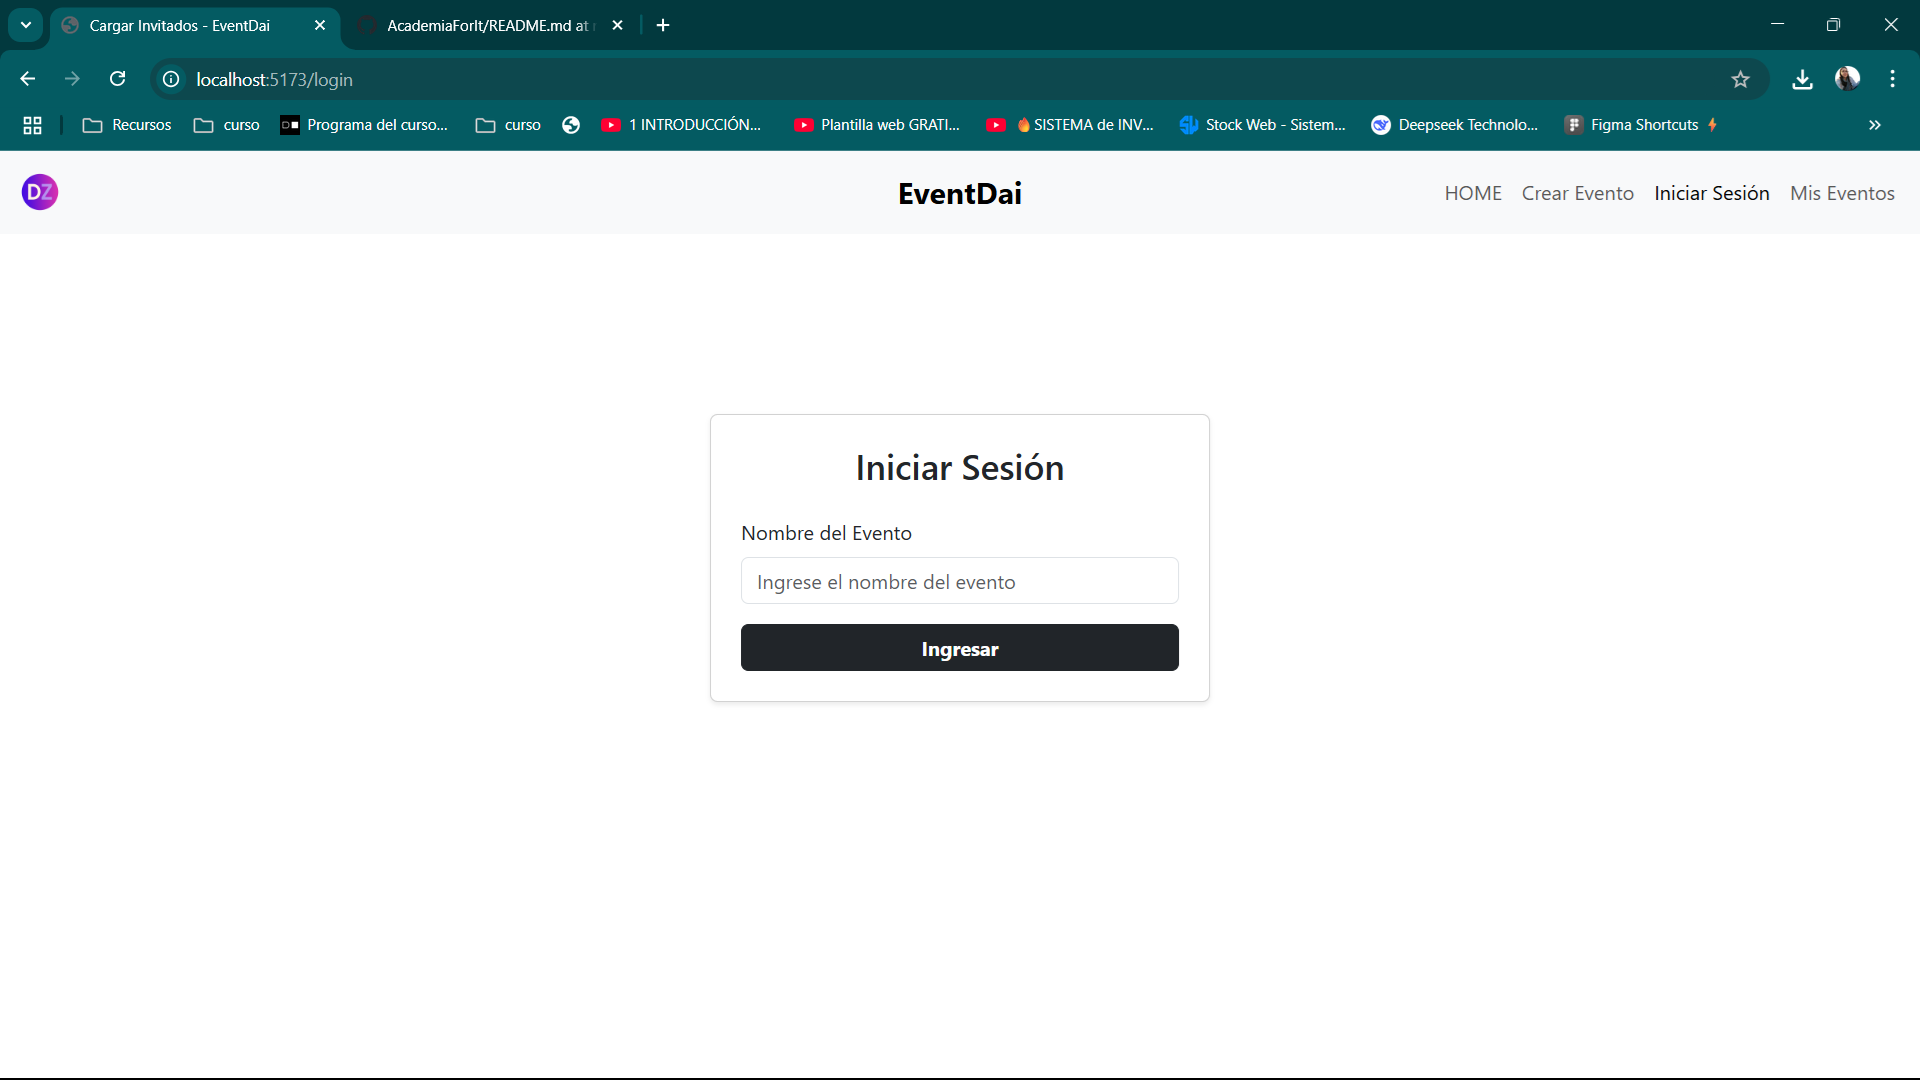 Cargar Invitados - EventDai
AcademiaForIt/README.md at
localhost:5173/login
Recursos
curso
Programa del curso...
curso
1 INTRODUCCIÓN...
Plantilla web GRATI...
🔥SISTEMA de INV...
Stock Web - Sistem...
Deepseek Technolo...
Figma Shortcuts ⚡
DZ
EventDai
HOME
Crear Evento
Iniciar Sesión
Mis Eventos
Iniciar Sesión
Nombre del Evento
Ingrese el nombre del evento
Ingresar